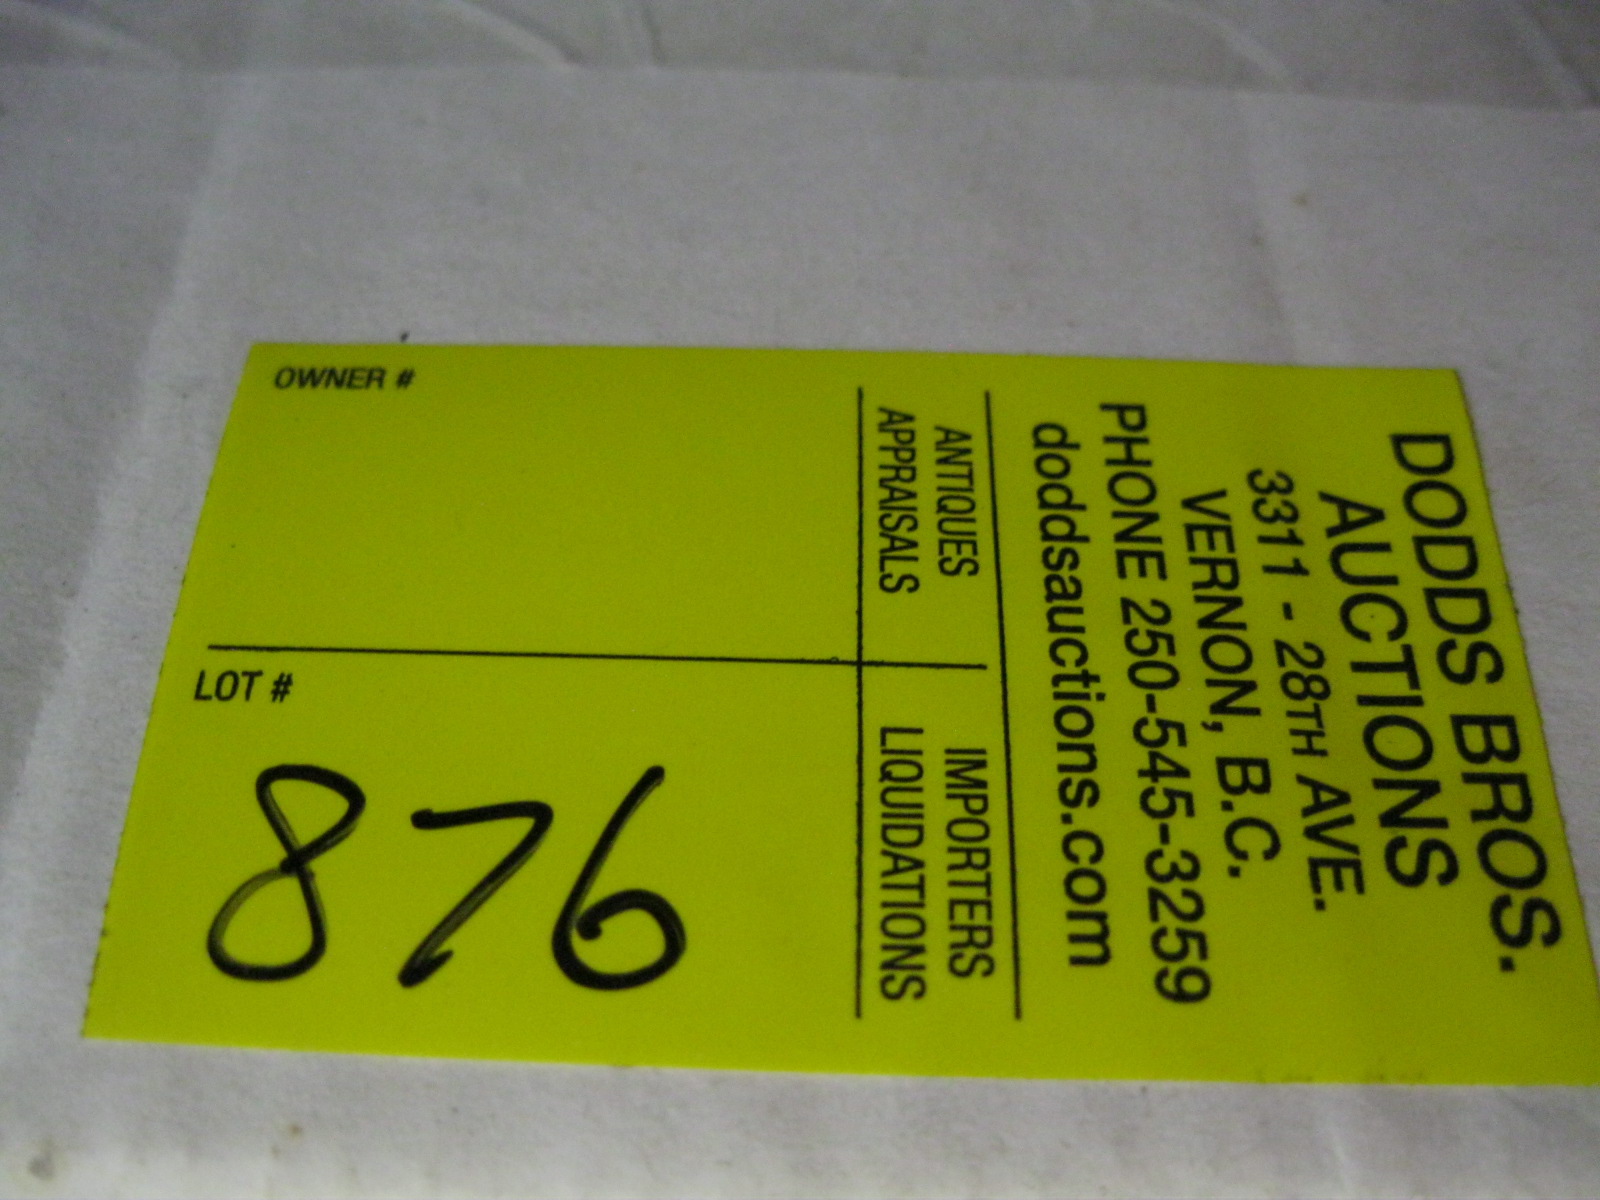 DODDS BROS.
AUCTIONS
3311 - 28TH AVE.
VERNON, B.C.
PHONE 250-545-3259
doddsauctions.com
ANTIQUES
APPRAISALS
IMPORTERS
LIQUIDATIONS
OWNER #
LOT #
876